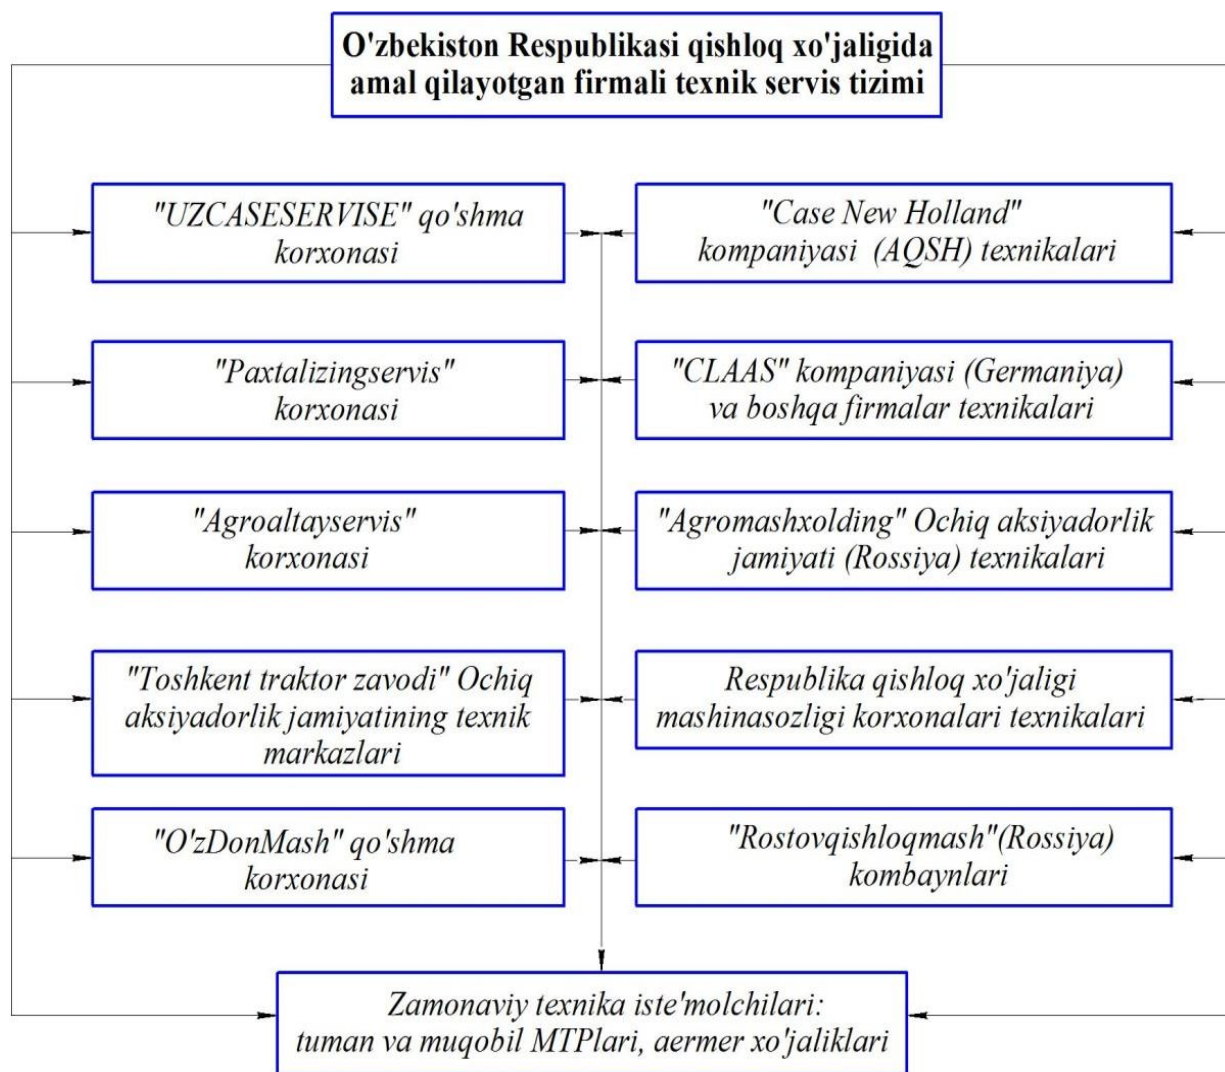 O'zbekiston Respublikasi qishloq xo'jaligida
amal qilayotgan firmali texnik servis tizimi
"UZCASESERVISE" qo'shma
korxonasi
"Case New Holland"
kompaniyasi (AQSH) texnikalari
"Paxtalizingservis"
korxonasi
"CLAAS" kompaniyasi (Germaniya)
va boshqa firmalar texnikalari
"Agroaltayservis"
korxonasi
"Agromashxolding" Ochiq aksiyadorlik
jamiyati (Rossiya) texnikalari
"Toshkent traktor zavodi" Ochiq
aksiyadorlik jamiyatining texnik
markazlari
Respublika qishloq xo'jaligi
mashinasozligi korxonalari texnikalari
"O'zDonMash" qo'shma
korxonasi
"Rostovqishloqmash"(Rossiya)
kombaynlari
Zamonaviy texnika iste'molchilari:
tuman va muqobil MTPlari, aermer xo'jaliklari